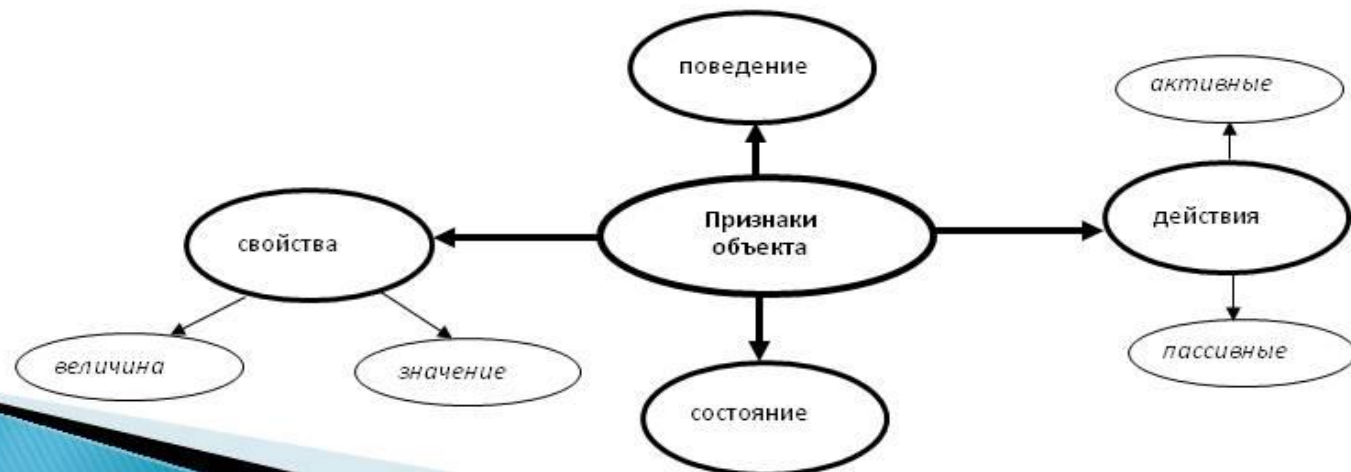 поведение
активные
Признаки
объекта
действия
свойства
величина
значение
пассивные
состояние